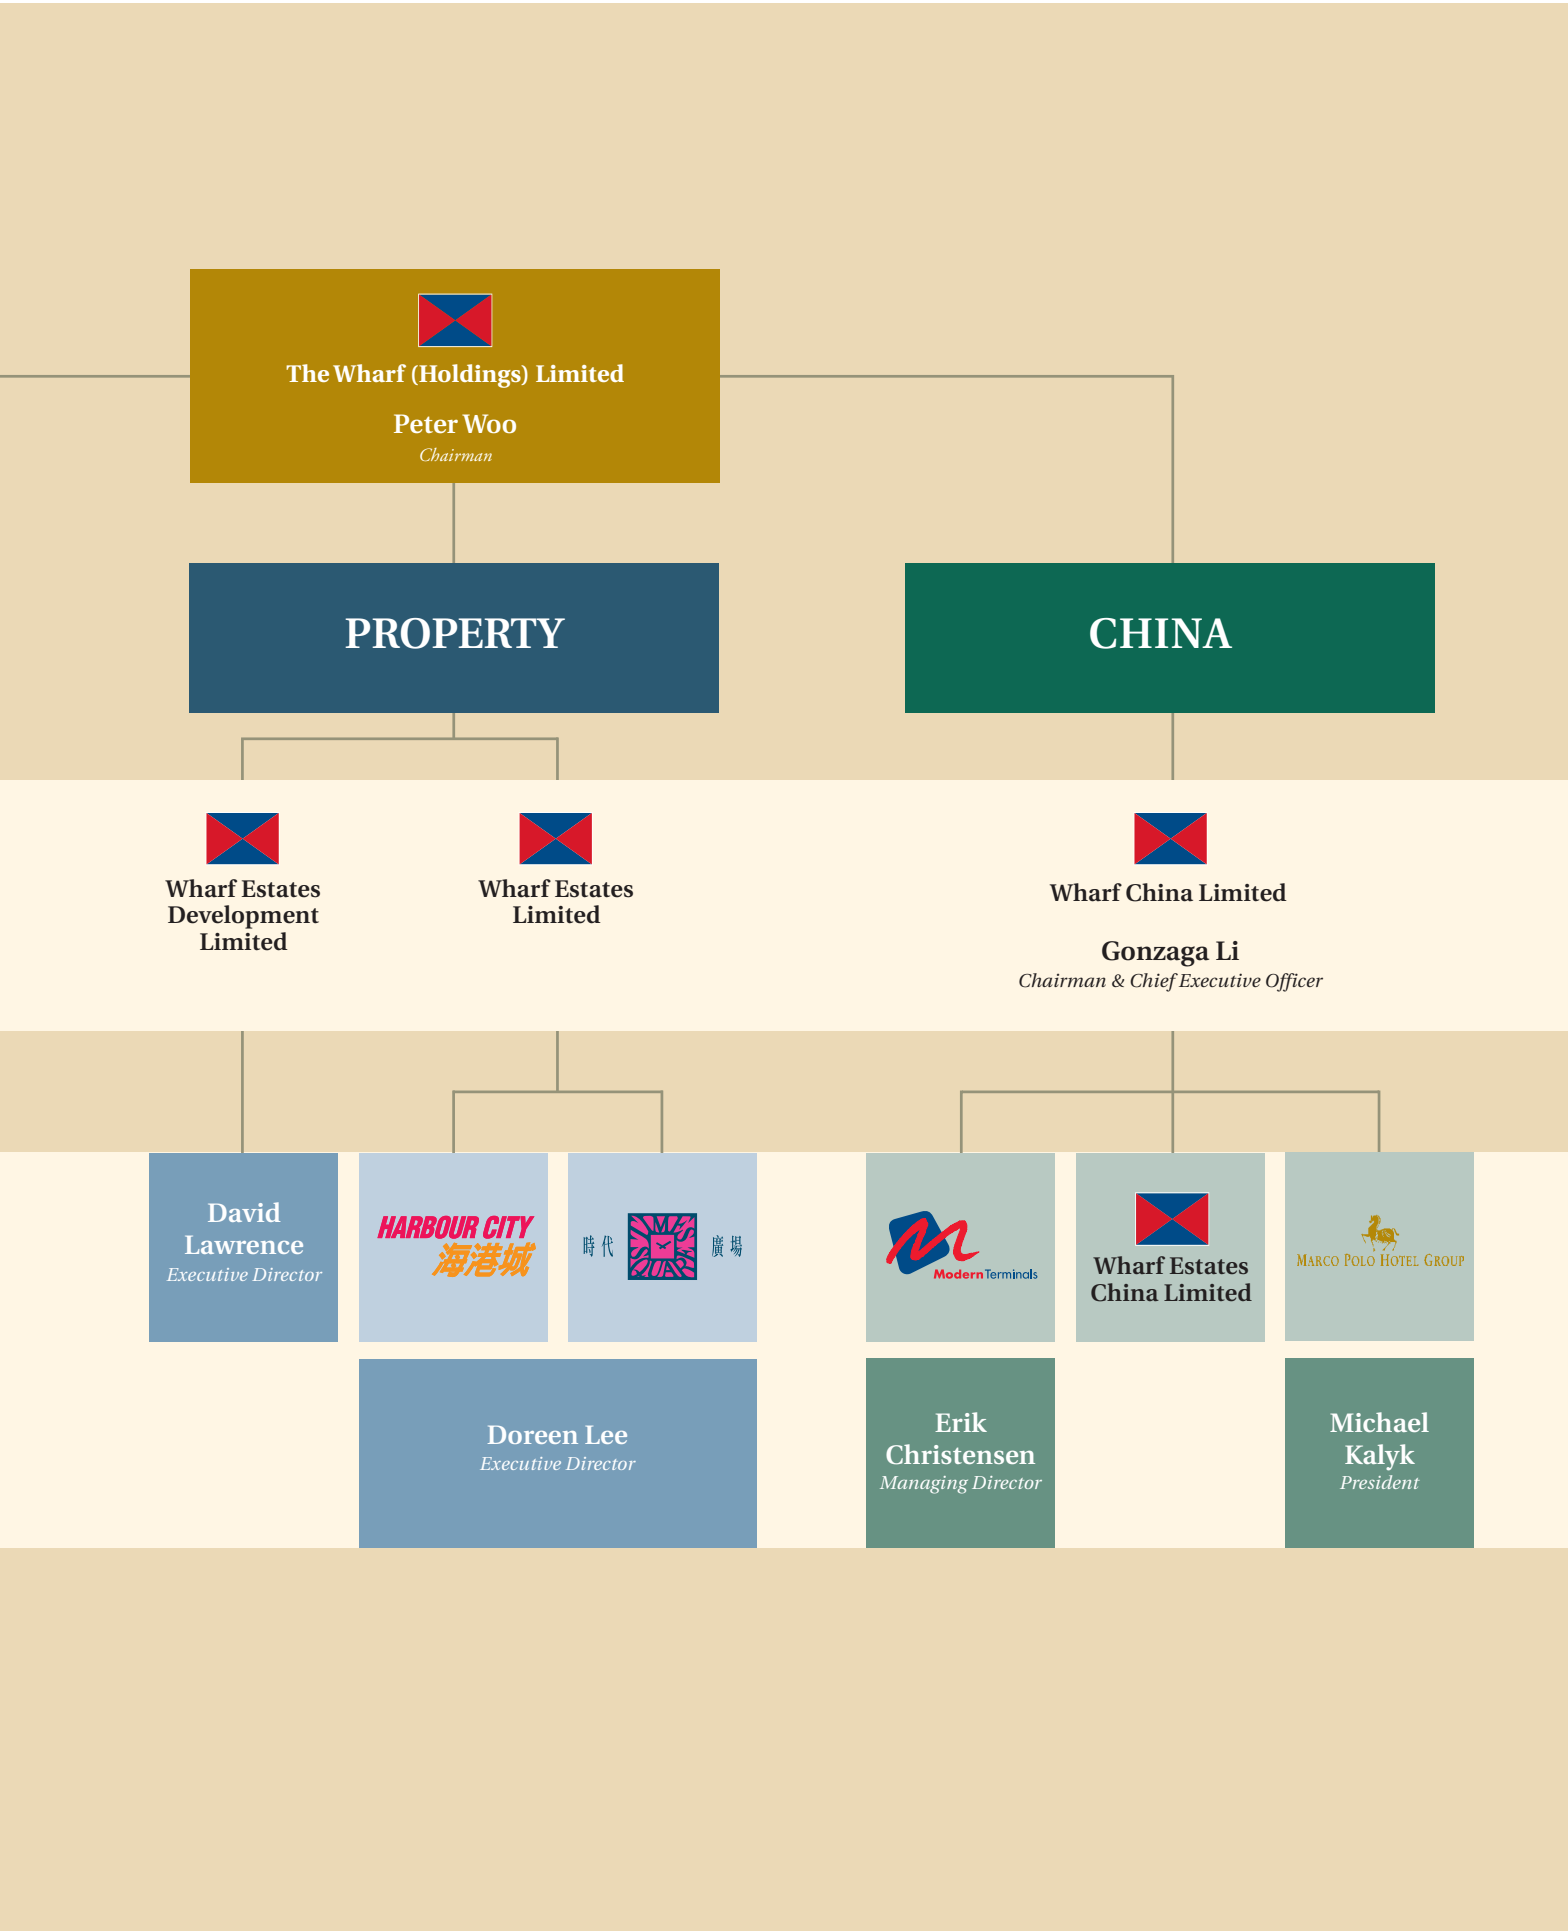 The Wharf (Holdings) Limited
Peter Woo
Chairman
PROPERTY
CHINA
Wharf Estates
Development
Limited
Wharf Estates
Limited
Wharf China Limited
Gonzaga Li
Chairman & Chief Executive Officer
David
Lawrence
Executive Director
HARBOUR CITY
海港城
時代
TIMES
SQUARE
廣場
Modern Terminals
Wharf Estates
China Limited
MARCO POLO HOTEL GROUP
Doreen Lee
Executive Director
Erik
Christensen
Managing Director
Michael
Kalyk
President